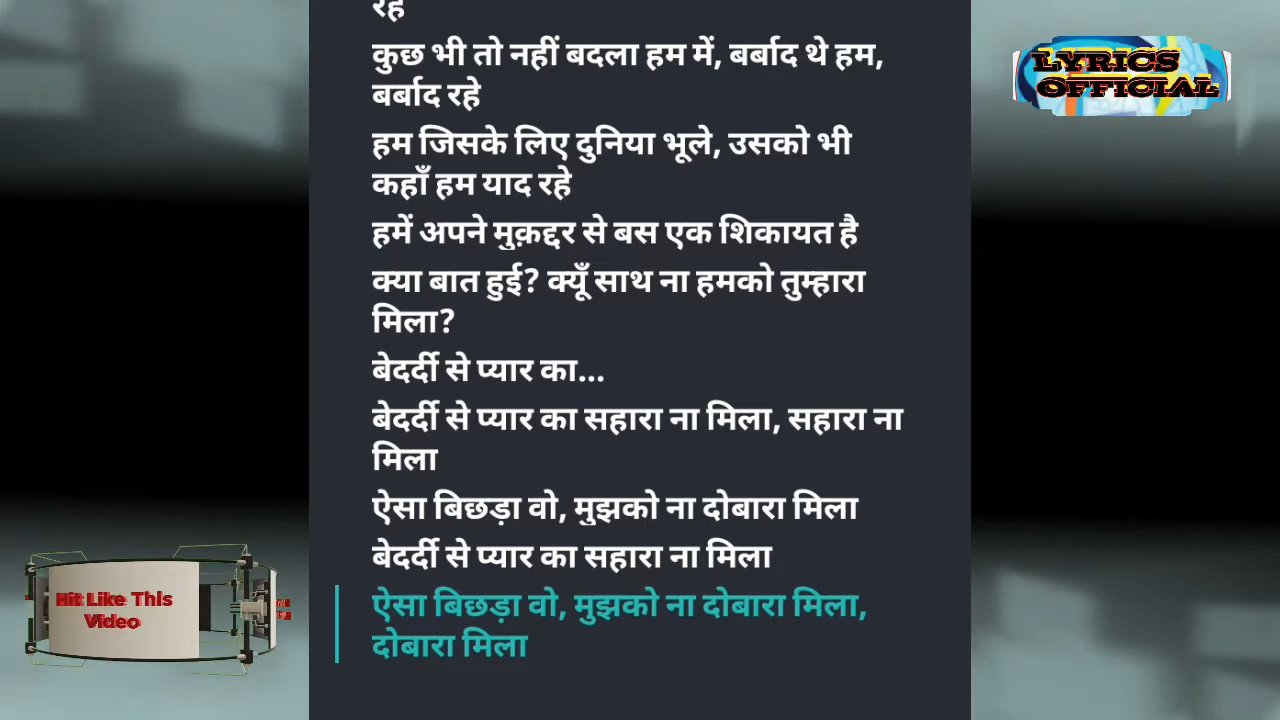 रहे
कुछ भी तो नहीं बदला हम में, बर्बाद थे हम,
बर्बाद रहे
हम जिसके लिए दुनिया भूले, उसको भी
कहाँ हम याद रहे
हमें अपने मुक़द्दर से बस एक शिकायत है
क्या बात हुई? क्यूँ साथ ना हमको तुम्हारा
मिला?
बेदर्दी से प्यार का...
बेदर्दी से प्यार का सहारा ना मिला, सहारा ना
मिला
ऐसा बिछड़ा वो, मुझको ना दोबारा मिला
बेदर्दी से प्यार का सहारा ना मिला
ऐसा बिछड़ा वो, मुझको ना दोबारा मिला,
दोबारा मिला
LYRICS
OFFICIAL
Hit Like This
Video